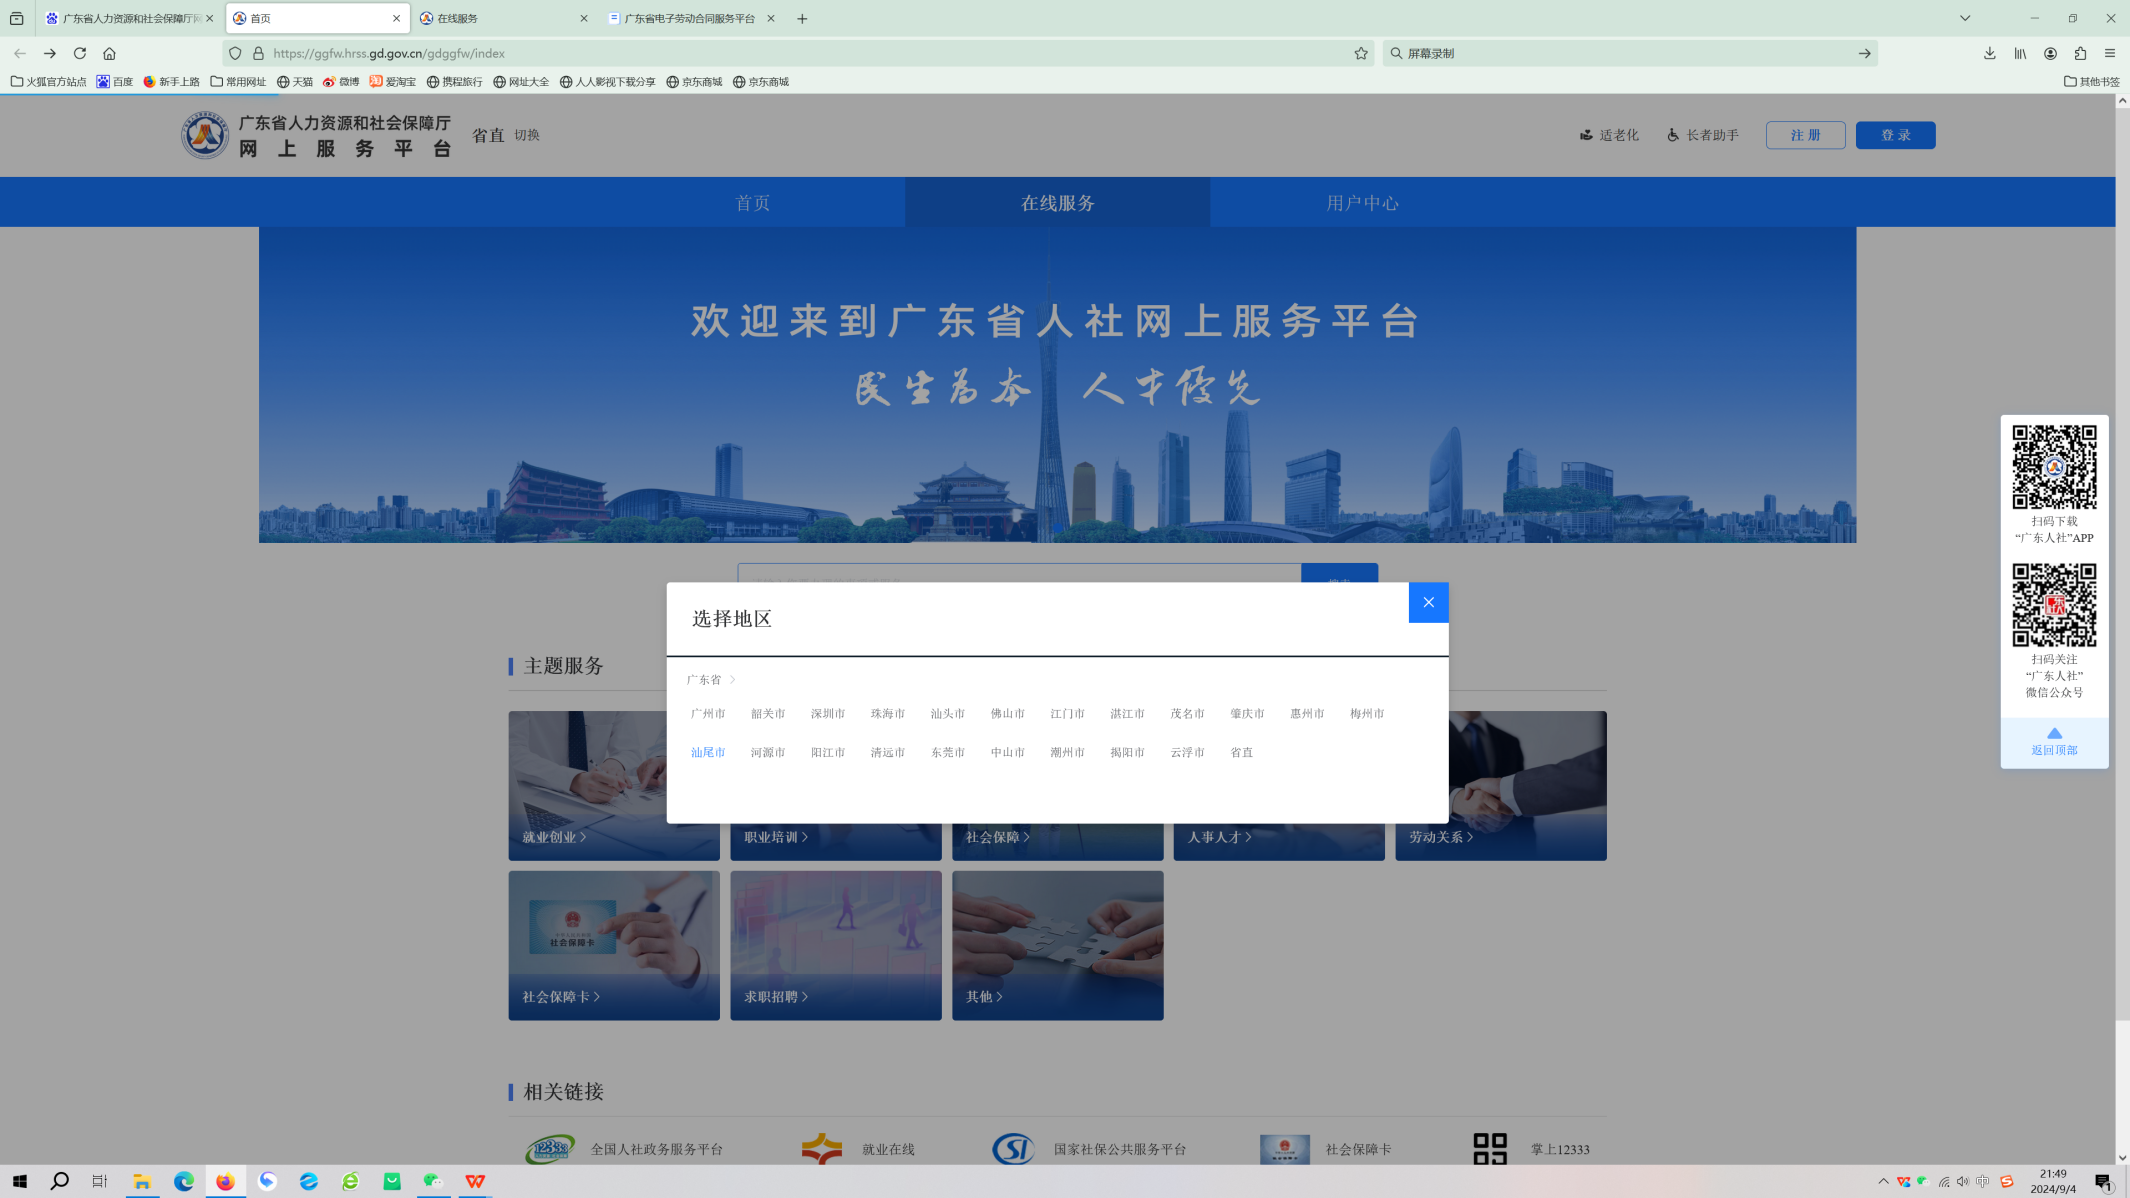 广东省人力资源和社会保障厅网
首页
在线服务
广东省电子劳动合同服务平台
https://ggfw.hrss.gd.gov.cn/gdggfw/index
屏幕录制
火狐官方站点
百度
新手上路
常用网址
天猫
微博
爱淘宝
携程旅行
网址大全
人人影视下载分享
京东商城
京东商城
其他书签
广东省人力资源和社会保障厅
网上服务平台
省直 切换
适老化
长者助手
注册
登录
首页
在线服务
用户中心
欢迎来到广东省人社网上服务平台
民生为本 人才优先
选择地区
广东省
广州市 韶关市 深圳市 珠海市 汕头市 佛山市 江门市 湛江市 茂名市 肇庆市 惠州市 梅州市
汕尾市 河源市 阳江市 清远市 东莞市 中山市 潮州市 揭阳市 云浮市 省直
主题服务
就业创业
职业培训
社会保障
人事人才
劳动关系
社会保障卡
社会保障卡
求职招聘
其他
扫码下载
“广东人社”APP
扫码关注
“广东人社”
微信公众号
返回顶部
相关链接
12333
全国人社政务服务平台
就业在线
国家社保公共服务平台
社会保障卡
掌上12333
中
21:49
2024/9/4
1